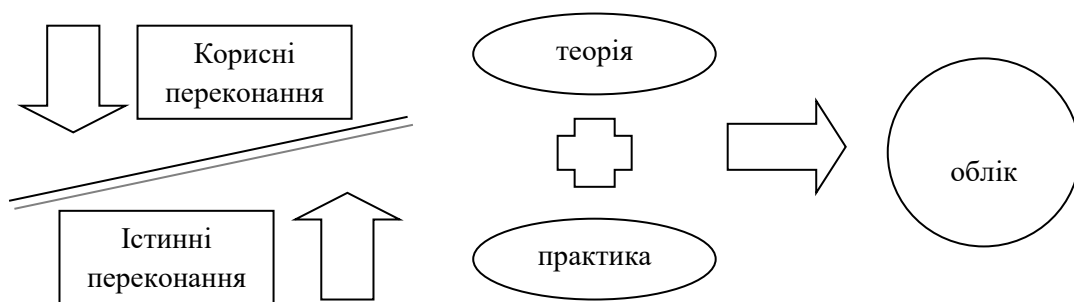 Корисні
переконання
Істинні
переконання
теорія
практика
облік